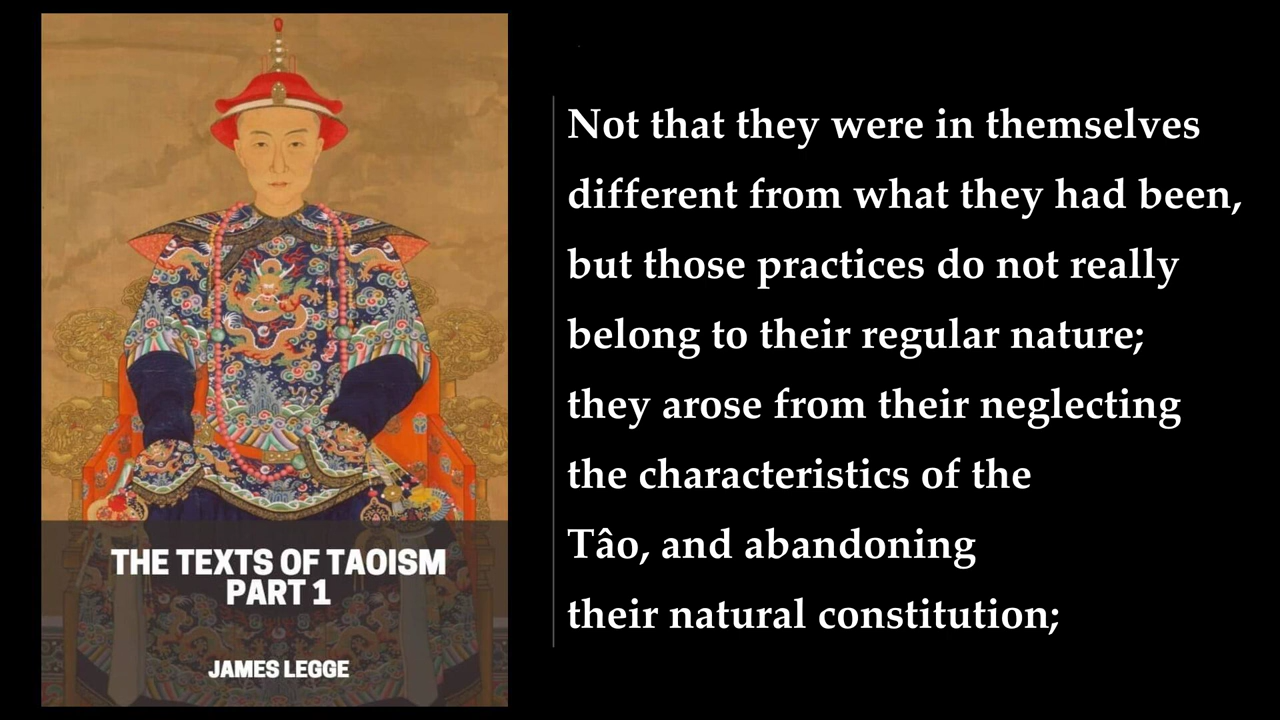 THE TEXTS OF TAOISM
PART 1
JAMES LEGGE
Not that they were in themselves
different from what they had been,
but those practices do not really
belong to their regular nature;
they arose from their neglecting
the characteristics of the
Tâo, and abandoning
their natural constitution;